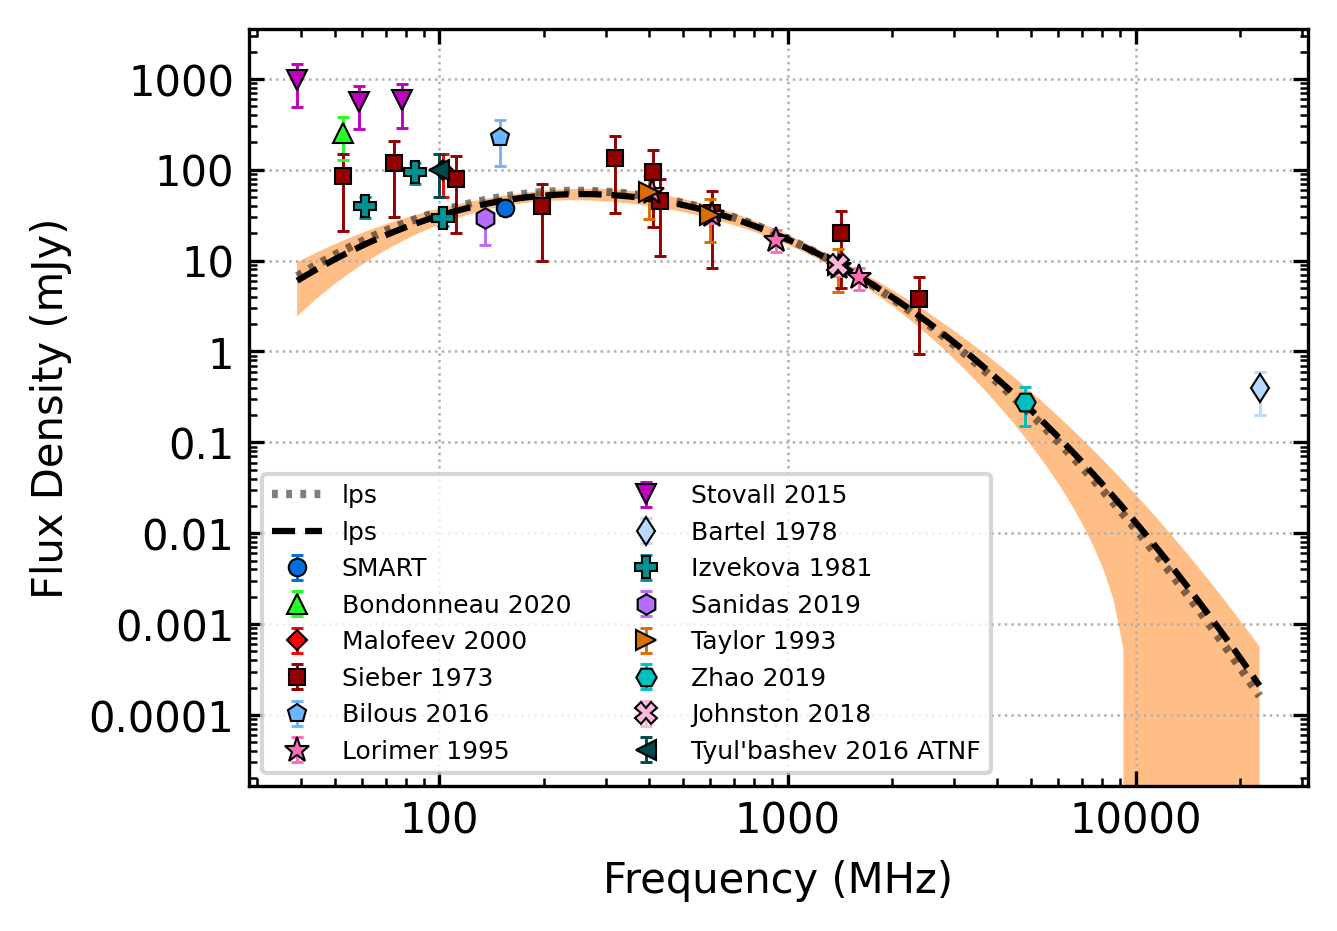 Flux Density (mJy)
1000
100
10
1
0.1
0.01
0.001
0.0001
lps
lps
SMART
Bondonneau 2020
Malofeev 2000
Sieber 1973
Bilous 2016
Lorimer 1995
Stovall 2015
Bartel 1978
Izvekova 1981
Sanidas 2019
Taylor 1993
Zhao 2019
Johnston 2018
Tyul'bashev 2016 ATNF
100
1000
10000
Frequency (MHz)